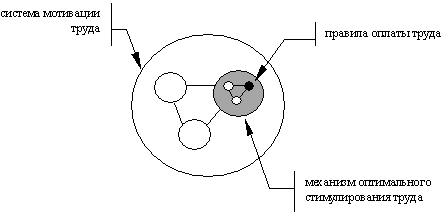 система мотивации
труда
правила оплаты труда
механизм оптимального
стимулирования труда